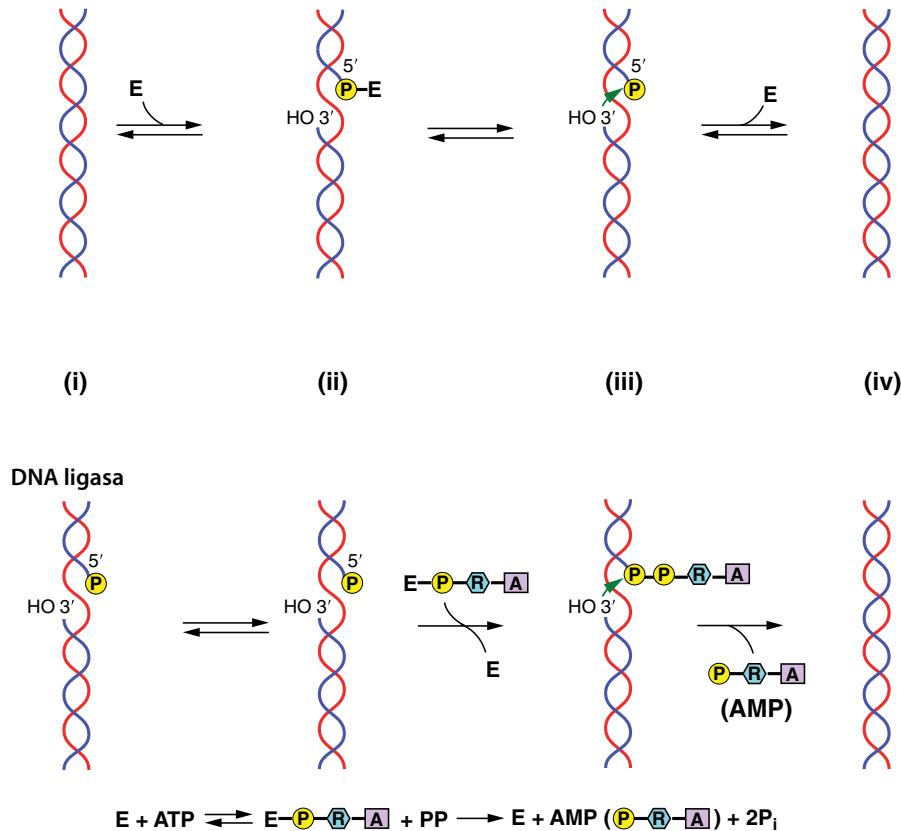 E
5′
P–E
HO 3′
5′
P
HO 3′
E
(i)
(ii)
(iii)
(iv)
DNA ligasa
5′
P
HO 3′
5′
P
HO 3′
E–P–R–A
E
P–P–R–A
HO 3′
P–R–A
(AMP)
E + ATP ⇌ E–P–R–A + PP → E + AMP (P–R–A) + 2Pi